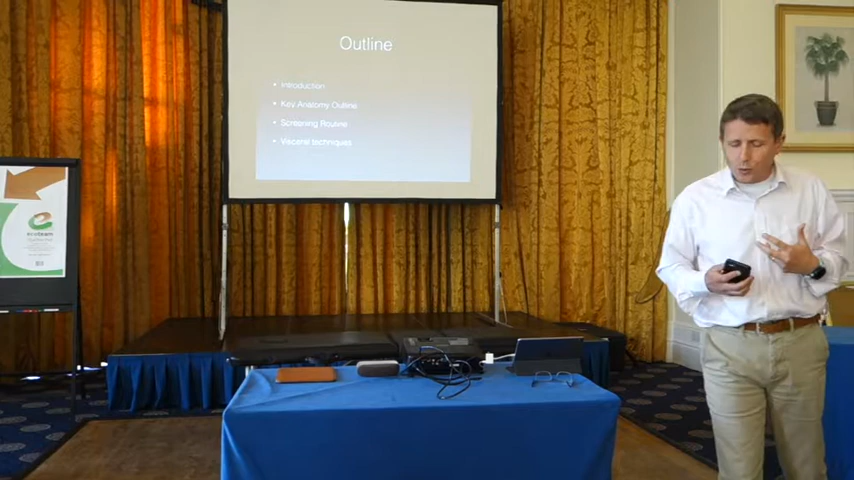 Outline
• Introduction
• Key Anatomy Outline
• Screening Routine
• Visceral techniques
ecoteam